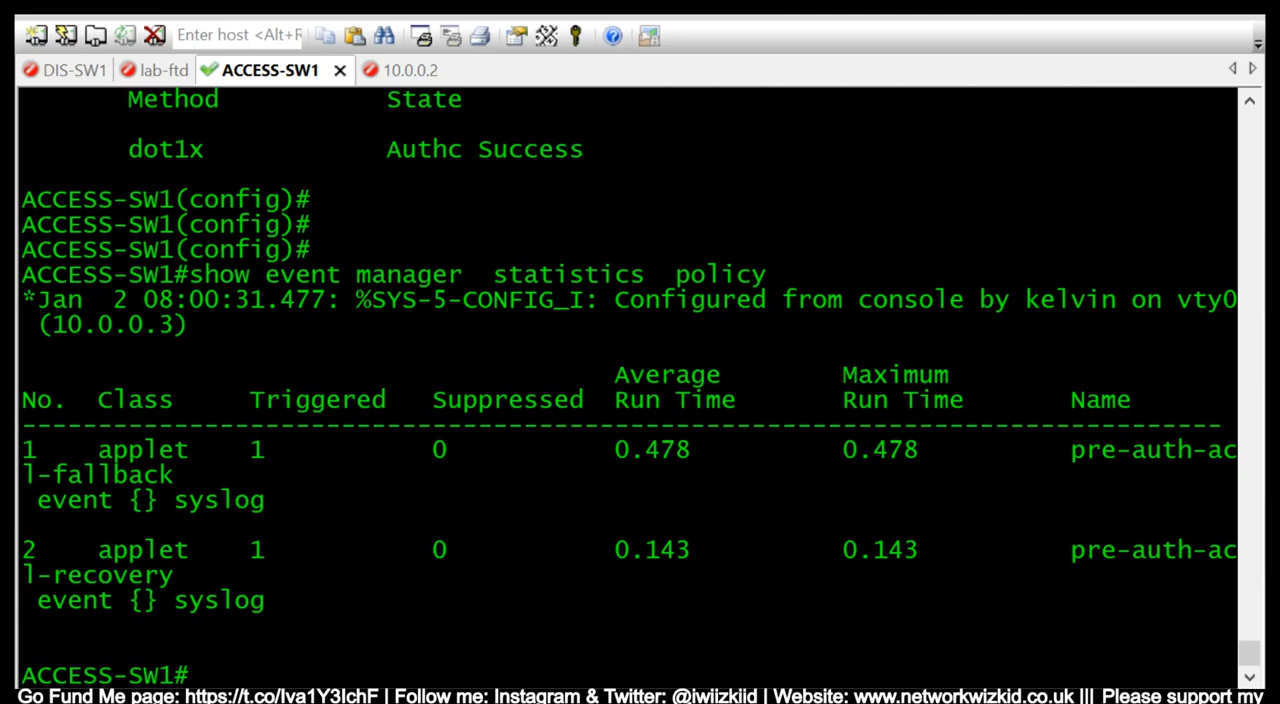 Enter host <Alt+R
DIS-SW1 lab-ftd ACCESS-SW1 10.0.0.2
Method State
dot1x Authc Success
ACCESS-SW1(config)#
ACCESS-SW1(config)#
ACCESS-SW1(config)#
ACCESS-SW1#show event manager  statistics  policy
*Jan  2 08:00:31.477: %SYS-5-CONFIG_I: Configured from console by kelvin on vty0
(10.0.0.3)
Average Maximum
No. Class Triggered Suppressed Run Time Run Time Name
--------------------------------------------------------------------------------
1 applet 1 0 0.478 0.478 pre-auth-ac
l-fallback
event {} syslog
2 applet 1 0 0.143 0.143 pre-auth-ac
l-recovery
event {} syslog
ACCESS-SW1#
Go Fund Me page: https://t.co/Iva1Y3IchF | Follow me: Instagram & Twitter: @iwiizkiid | Website: www.networkwizkid.co.uk ||| Please support my